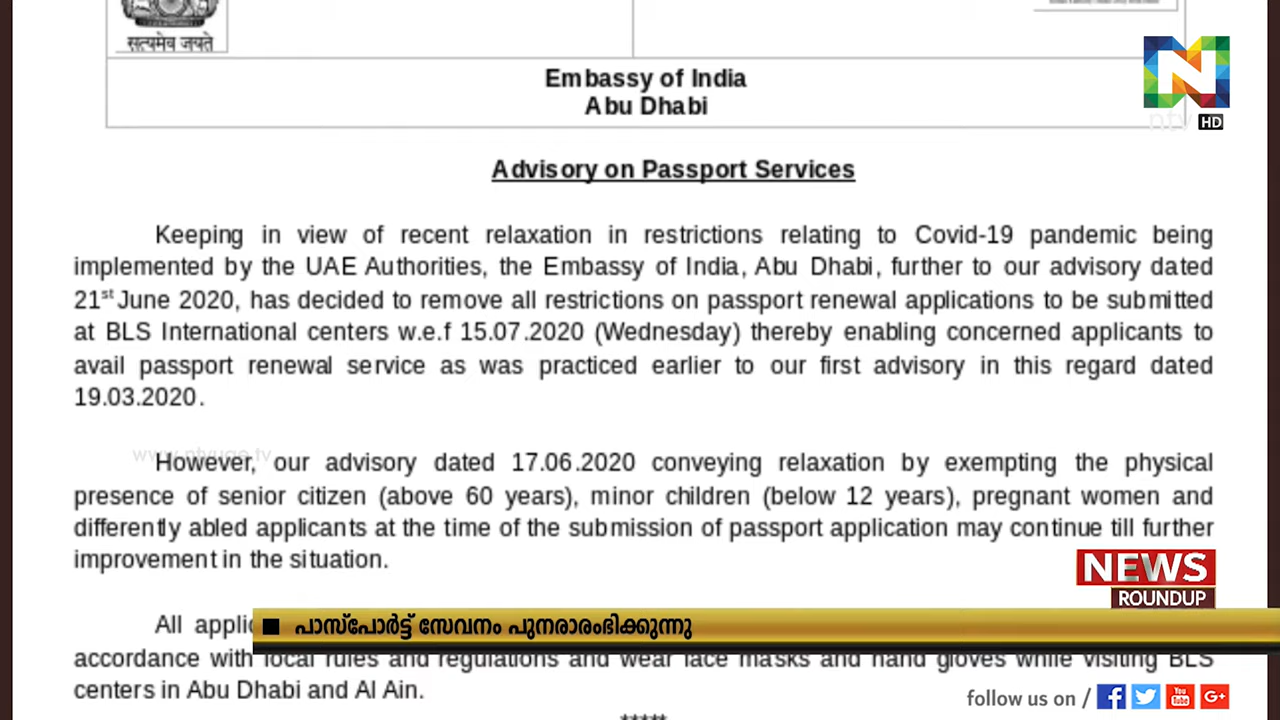 सत्यमेव जयते
Embassy of India
Abu Dhabi
N
ntv HD
Advisory on Passport Services
Keeping in view of recent relaxation in restrictions relating to Covid-19 pandemic being
implemented by the UAE Authorities, the Embassy of India, Abu Dhabi, further to our advisory dated
21st June 2020, has decided to remove all restrictions on passport renewal applications to be submitted
at BLS International centers w.e.f 15.07.2020 (Wednesday) thereby enabling concerned applicants to
avail passport renewal service as was practiced earlier to our first advisory in this regard dated
19.03.2020.
www.ntvuae.tv
However, our advisory dated 17.06.2020 conveying relaxation by exempting the physical
presence of senior citizen (above 60 years), minor children (below 12 years), pregnant women and
differently abled applicants at the time of the submission of passport application may continue till further
improvement in the situation.
NEWS
ROUNDUP
All
■ പാസ്പോർട്ട് സേവനം പുനരാരംഭിക്കുന്നു
accordance with local rules and regulations and wear face masks and hand gloves while visiting BLS
centers in Abu Dhabi and Al Ain.
follow us on / f You Tube G+
*****